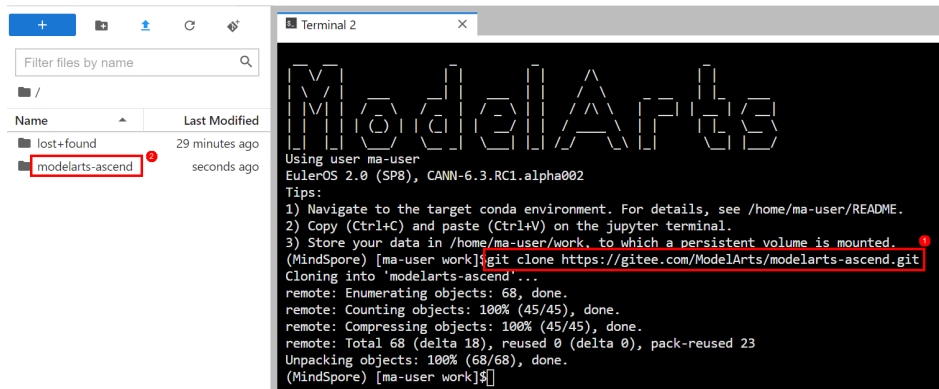 +
Filter files by name
/
Name Last Modified
lost+found 29 minutes ago
modelarts-ascend 2 seconds ago
Terminal 2
ModelArts
Using user ma-user
EulerOS 2.0 (SP8), CANN-6.3.RC1.alpha002
Tips:
1) Navigate to the target conda environment. For details, see /home/ma-user/README.
2) Copy (Ctrl+C) and paste (Ctrl+V) on the jupyter terminal.
3) Store your data in /home/ma-user/work, to which a persistent volume is mounted.
1
(MindSpore) [ma-user work]$git clone https://gitee.com/ModelArts/modelarts-ascend.git
Cloning into 'modelarts-ascend'...
remote: Enumerating objects: 68, done.
remote: Counting objects: 100% (45/45), done.
remote: Compressing objects: 100% (45/45), done.
remote: Total 68 (delta 18), reused 0 (delta 0), pack-reused 23
Unpacking objects: 100% (68/68), done.
(MindSpore) [ma-user work]$